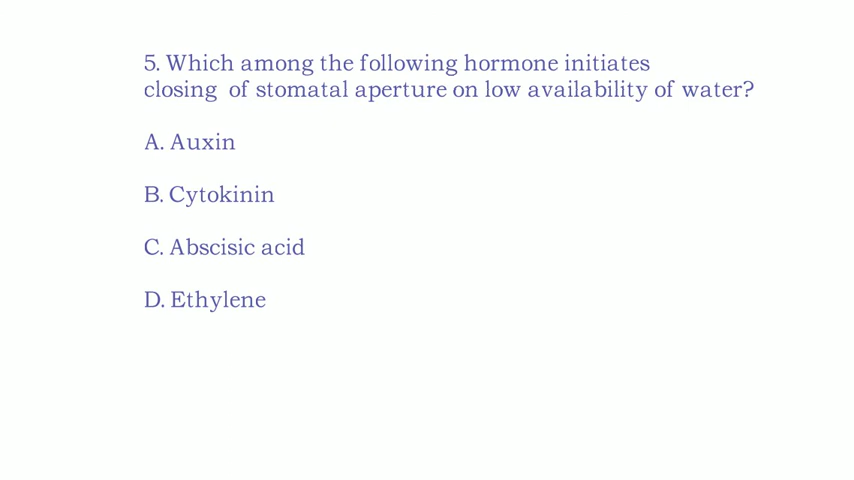 5. Which among the following hormone initiates
closing of stomatal aperture on low availability of water?
A. Auxin
B. Cytokinin
C. Abscisic acid
D. Ethylene